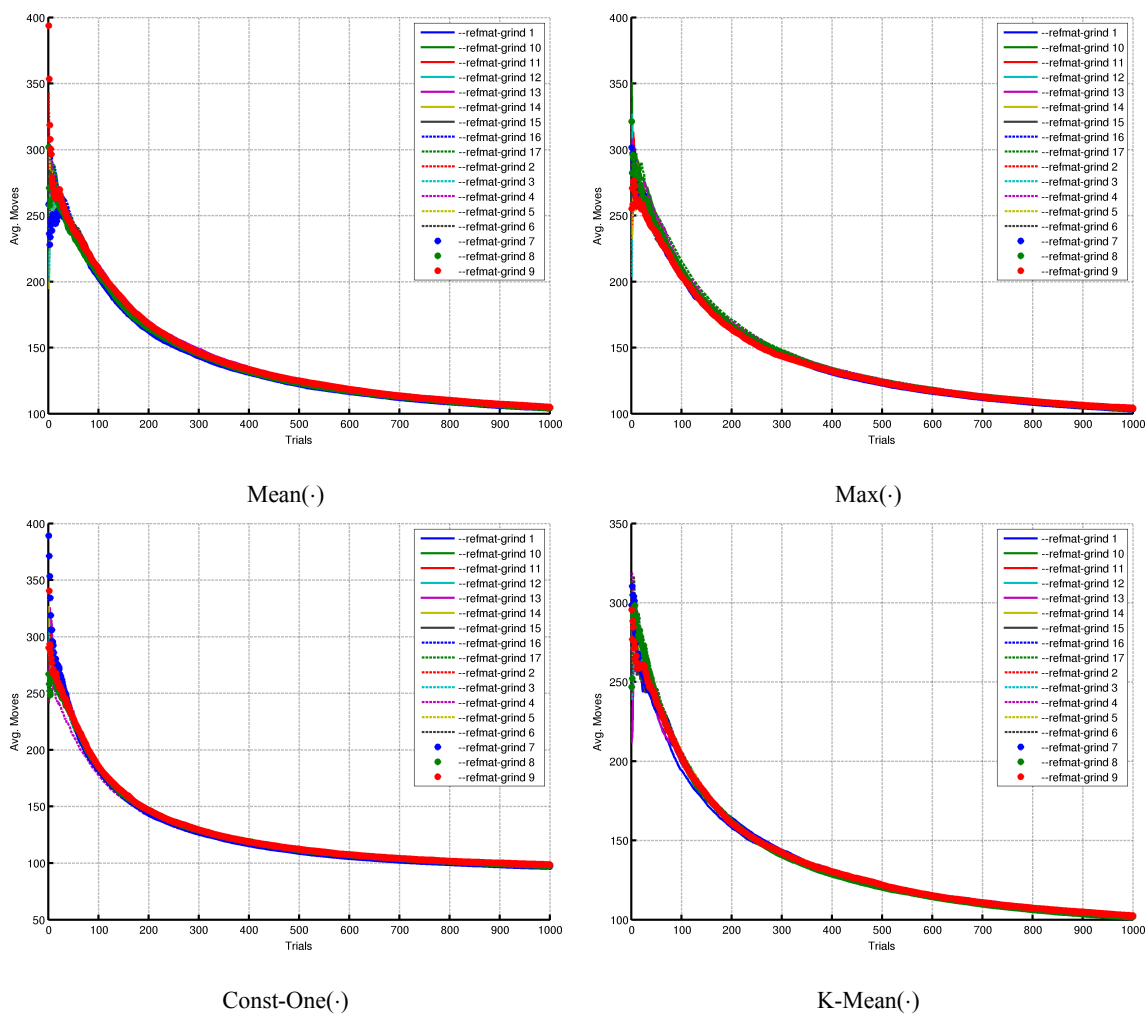 400
350
300
250
200
150
100
Avg. Moves
0 100 200 300 400 500 600 700 800 900 1000
Trials
--refmat-grind 1
--refmat-grind 10
--refmat-grind 11
--refmat-grind 12
--refmat-grind 13
--refmat-grind 14
--refmat-grind 15
--refmat-grind 16
--refmat-grind 17
--refmat-grind 2
--refmat-grind 3
--refmat-grind 4
--refmat-grind 5
--refmat-grind 6
--refmat-grind 7
--refmat-grind 8
--refmat-grind 9
Mean(·)
400
350
300
250
200
150
100
Avg. Moves
0 100 200 300 400 500 600 700 800 900 1000
Trials
--refmat-grind 1
--refmat-grind 10
--refmat-grind 11
--refmat-grind 12
--refmat-grind 13
--refmat-grind 14
--refmat-grind 15
--refmat-grind 16
--refmat-grind 17
--refmat-grind 2
--refmat-grind 3
--refmat-grind 4
--refmat-grind 5
--refmat-grind 6
--refmat-grind 7
--refmat-grind 8
--refmat-grind 9
Max(·)
400
350
300
250
200
150
100
50
Avg. Moves
0 100 200 300 400 500 600 700 800 900 1000
Trials
--refmat-grind 1
--refmat-grind 10
--refmat-grind 11
--refmat-grind 12
--refmat-grind 13
--refmat-grind 14
--refmat-grind 15
--refmat-grind 16
--refmat-grind 17
--refmat-grind 2
--refmat-grind 3
--refmat-grind 4
--refmat-grind 5
--refmat-grind 6
--refmat-grind 7
--refmat-grind 8
--refmat-grind 9
Const-One(·)
350
300
250
200
150
100
Avg. Moves
0 100 200 300 400 500 600 700 800 900 1000
Trials
--refmat-grind 1
--refmat-grind 10
--refmat-grind 11
--refmat-grind 12
--refmat-grind 13
--refmat-grind 14
--refmat-grind 15
--refmat-grind 16
--refmat-grind 17
--refmat-grind 2
--refmat-grind 3
--refmat-grind 4
--refmat-grind 5
--refmat-grind 6
--refmat-grind 7
--refmat-grind 8
--refmat-grind 9
K-Mean(·)